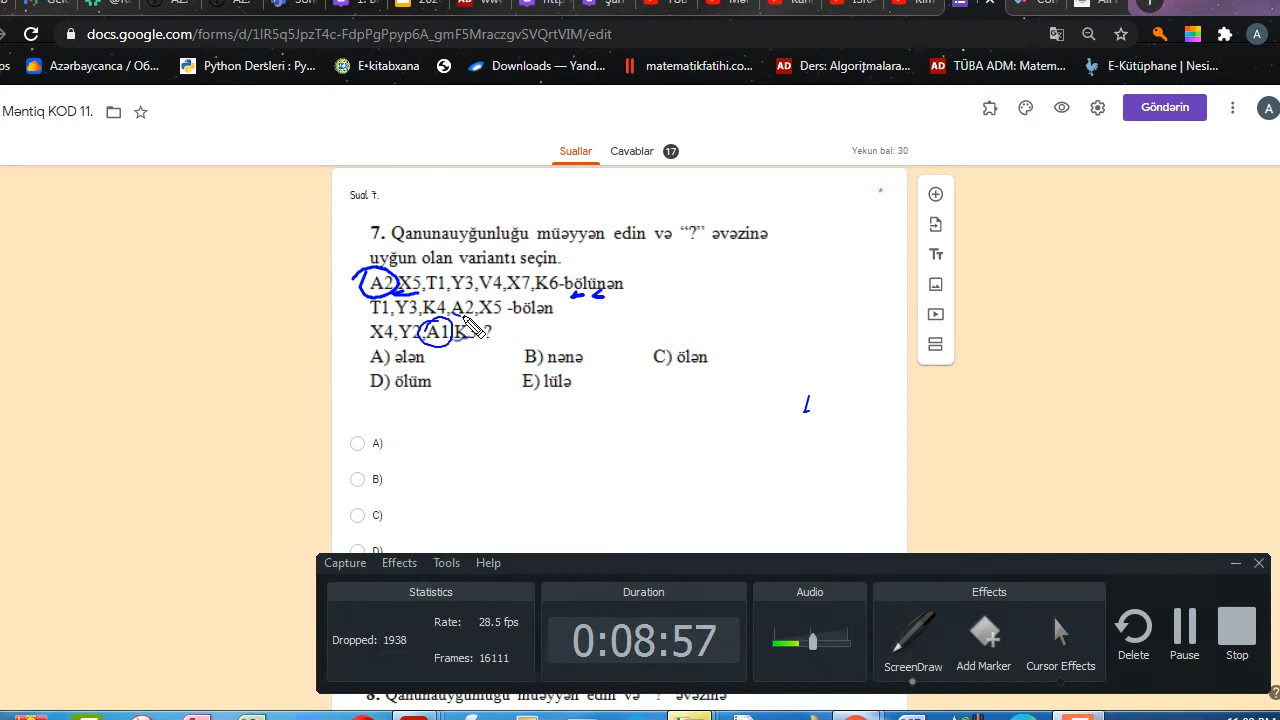 docs.google.com/forms/d/1lR5q5JpzT4c-FdpPgPpyp6A_gmF5MraozgvSVQrtVIM/edit
Azərbaycanca / Об...
Python Dersleri : Py...
E-kitabxana
Downloads — Yand...
matematikfatihi.co...
Ders: Algoritmalara...
TÜBA ADM: Matem...
E-Kütüphane | Nesi...
Məntiq KOD 11.
Göndərin
A
Suallar
Cavablar 17
Yekun bal: 30
Sual 7.
*
7. Qanunauyğunluğu müəyyən edin və “?” əvəzinə
uyğun olan variantı seçin.
A2,X5,T1,Y3,V4,X7,K6-bölünən
T1,Y3,K4,A2,X5 -bölən
X4,Y2,A1,K3-?
A) ələn B) nənə C) ölən
D) ölüm E) lülə
A)
B)
C)
D)
Capture Effects Tools Help
Statistics
Dropped: 1938
Rate: 28.5 fps
Frames: 16111
Duration
0:08:57
Audio
Effects
ScreenDraw
Add Marker
Cursor Effects
Delete
Pause
Stop